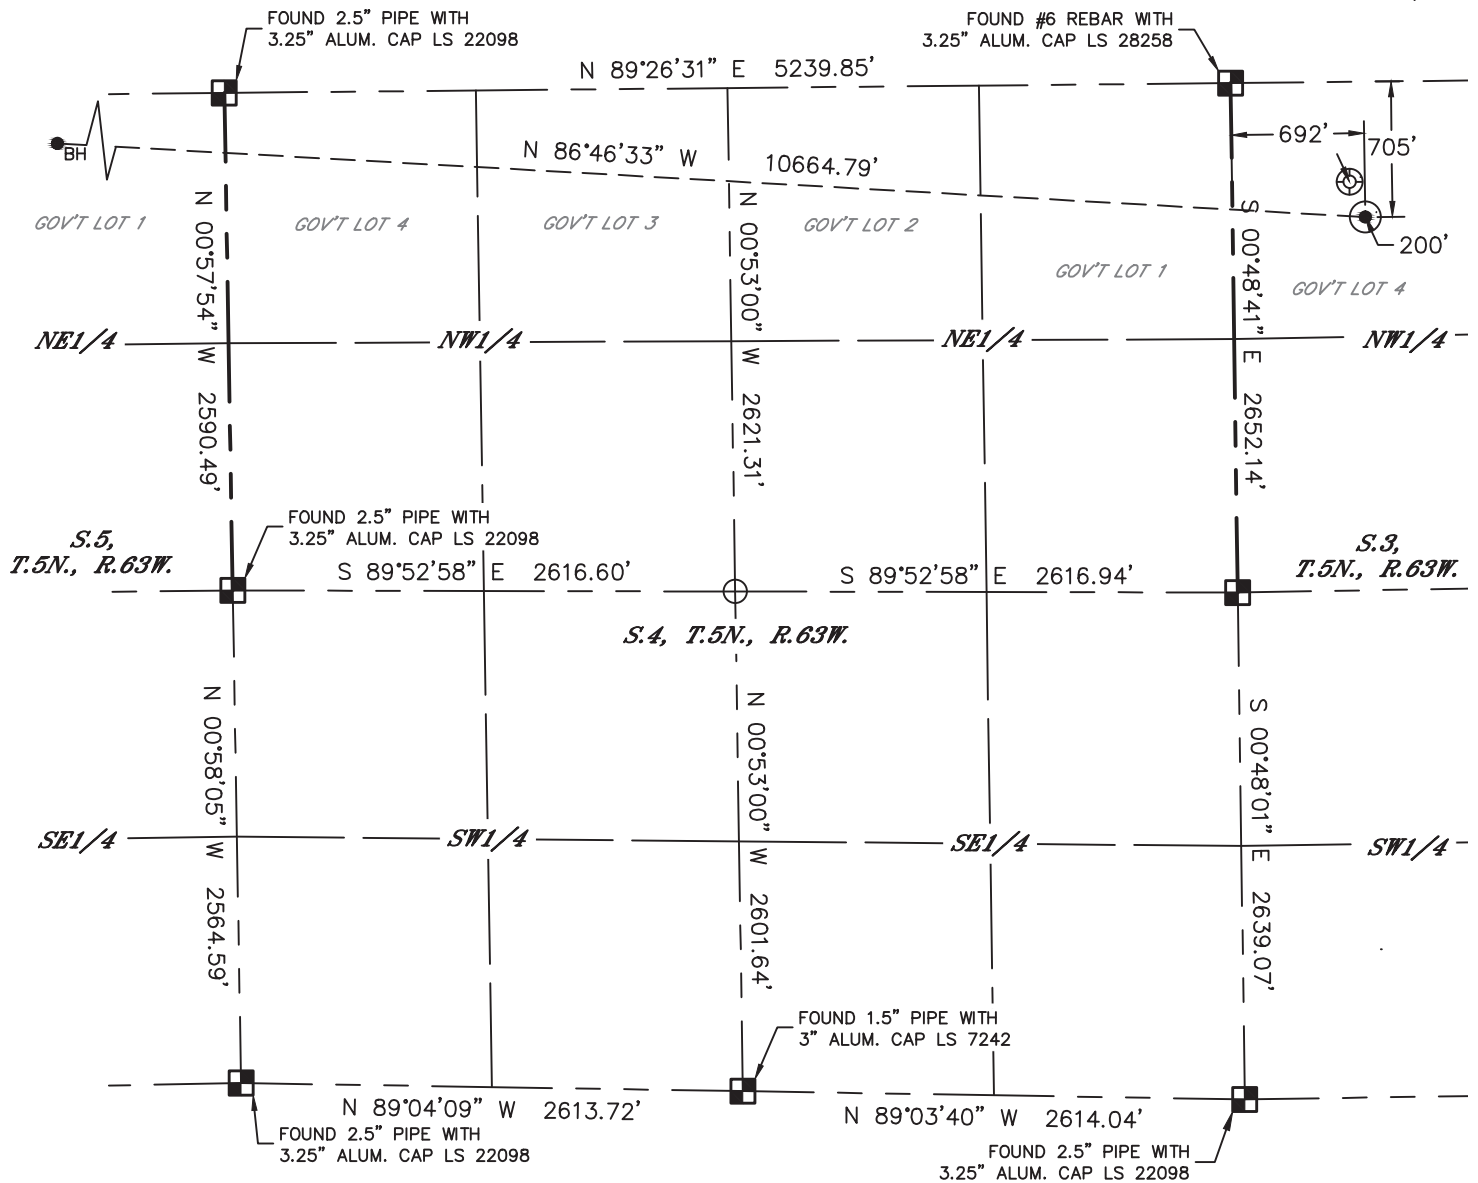 FOUND 2.5" PIPE WITH
3.25" ALUM. CAP LS 22098
FOUND #6 REBAR WITH
3.25" ALUM. CAP LS 28258
N 89°26'31" E 5239.85'
692'
705'
BH
N 86°46'33" W 10664.79'
200'
GOV'T LOT 1
GOV'T LOT 4
GOV'T LOT 3
GOV'T LOT 2
GOV'T LOT 1
GOV'T LOT 4
N 00°57'54" W 2590.49'
N 00°53'00" W 2621.31'
S 00°48'41" E 2652.14'
NE1/4
NW1/4
NE1/4
NW1/4
FOUND 2.5" PIPE WITH
3.25" ALUM. CAP LS 22098
S.5,
T.5N., R.63W.
S 89°52'58" E 2616.60'
S 89°52'58" E 2616.94'
S.3,
T.5N., R.63W.
S.4, T.5N., R.63W.
N 00°58'05" W 2564.59'
N 00°53'00" W 2601.64'
S 00°48'01" E 2639.07'
SE1/4
SW1/4
SE1/4
SW1/4
FOUND 1.5" PIPE WITH
3" ALUM. CAP LS 7242
N 89°04'09" W 2613.72'
N 89°03'40" W 2614.04'
FOUND 2.5" PIPE WITH
3.25" ALUM. CAP LS 22098
FOUND 2.5" PIPE WITH
3.25" ALUM. CAP LS 22098